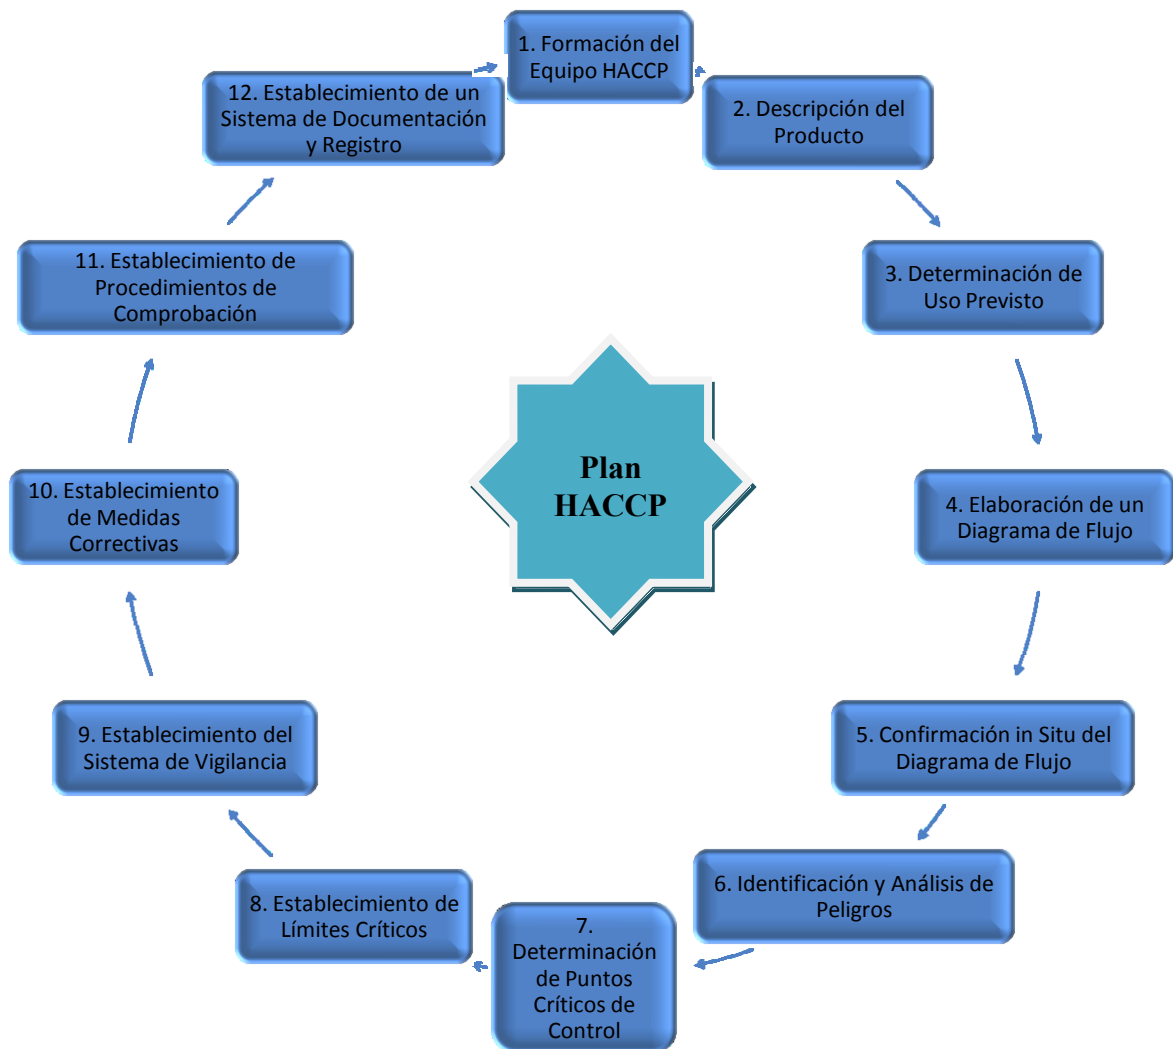 1. Formación del
Equipo HACCP
2. Descripción del
Producto
3. Determinación de
Uso Previsto
4. Elaboración de un
Diagrama de Flujo
5. Confirmación in Situ del
Diagrama de Flujo
6. Identificación y Análisis de
Peligros
7.
Determinación
de Puntos
Críticos de
Control
8. Establecimiento de
Límites Críticos
9. Establecimiento del
Sistema de Vigilancia
10. Establecimiento
de Medidas
Correctivas
11. Establecimiento de
Procedimientos de
Comprobación
12. Establecimiento de un
Sistema de Documentación
y Registro
Plan
HACCP